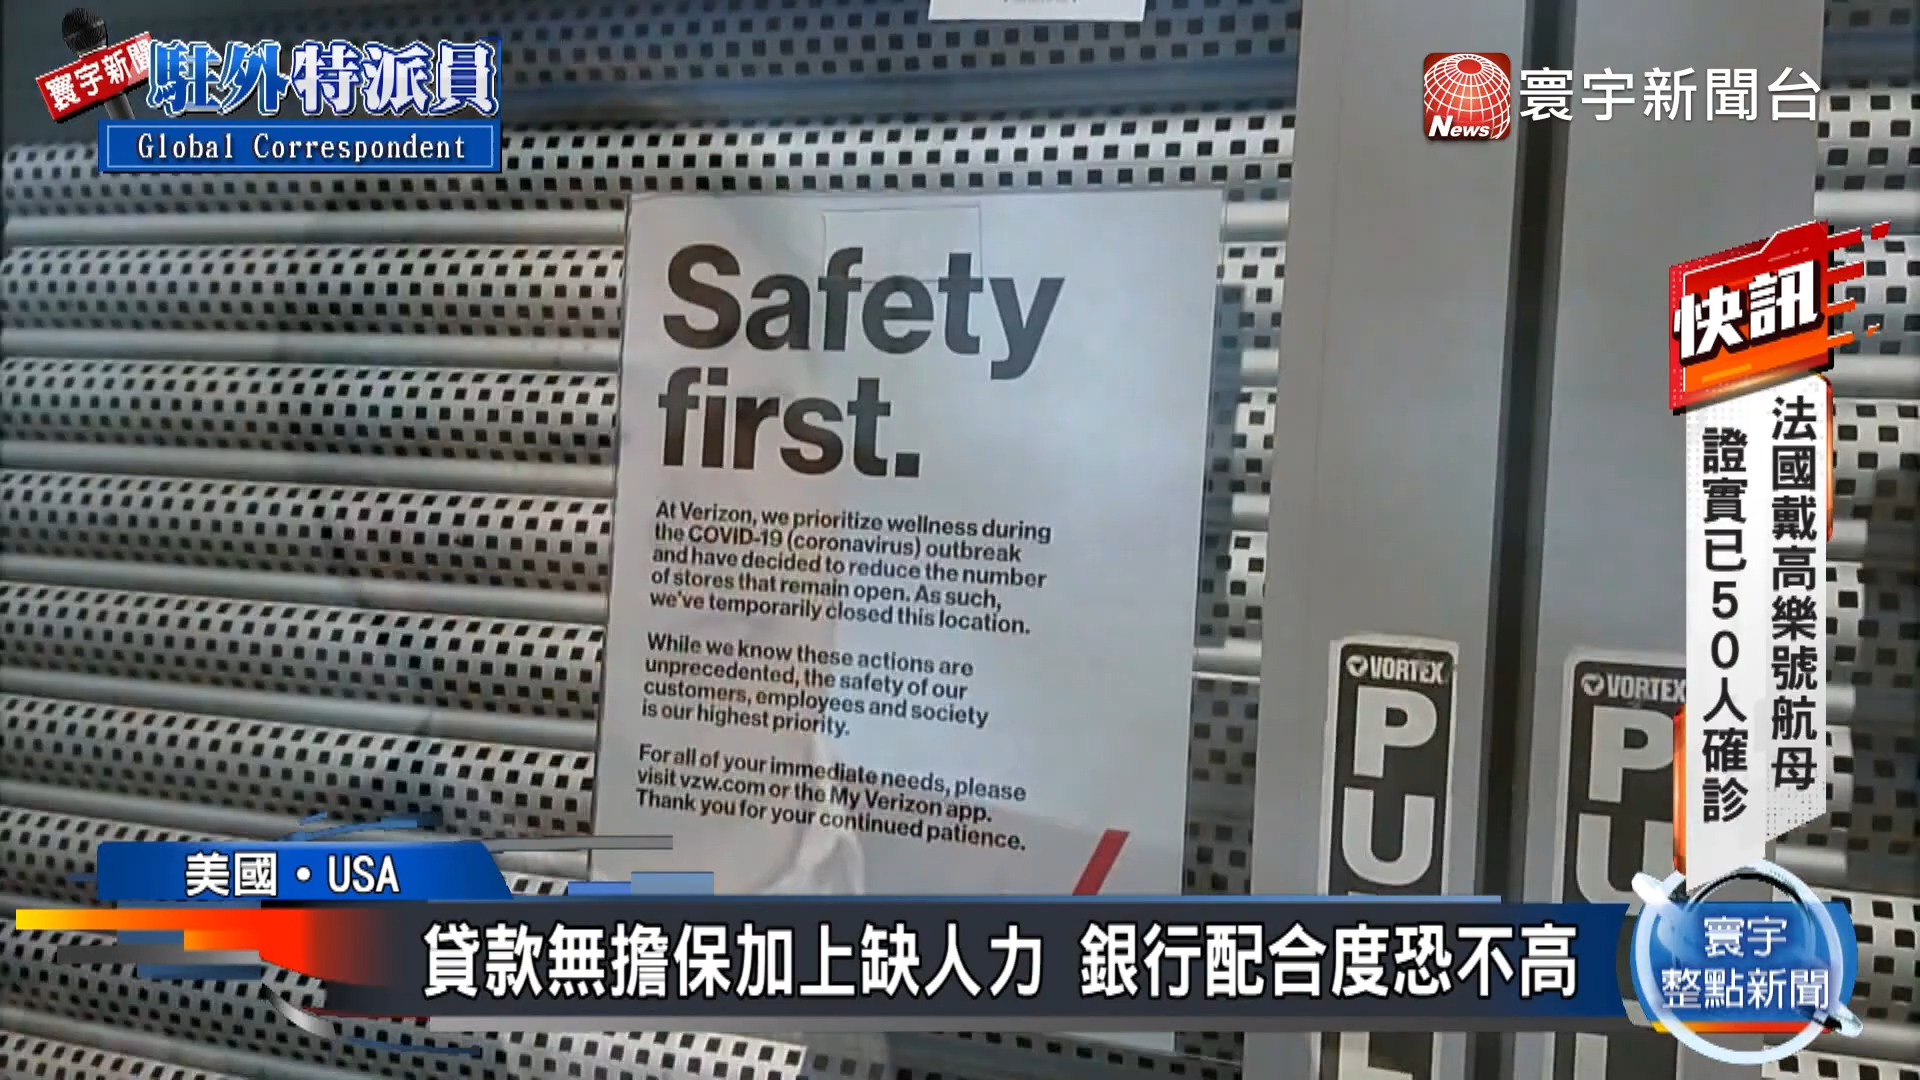 寰宇新聞
駐外特派員
Global Correspondent
News
寰宇新聞台
Safety
first.
At Verizon, we prioritize wellness during
the COVID-19 (coronavirus) outbreak
and have decided to reduce the number
of stores that remain open. As such,
we've temporarily closed this location.
While we know these actions are
unprecedented, the safety of our
customers, employees and society
is our highest priority.
For all of your immediate needs, please
visit vzw.com or the My Verizon app.
Thank you for your continued patience.
VORTEX
PUL
VORTEX
PUL
快訊
法國戴高樂號航母
證實已50人確診
美國・USA
貸款無擔保加上缺人力 銀行配合度恐不高
寰宇
整點新聞